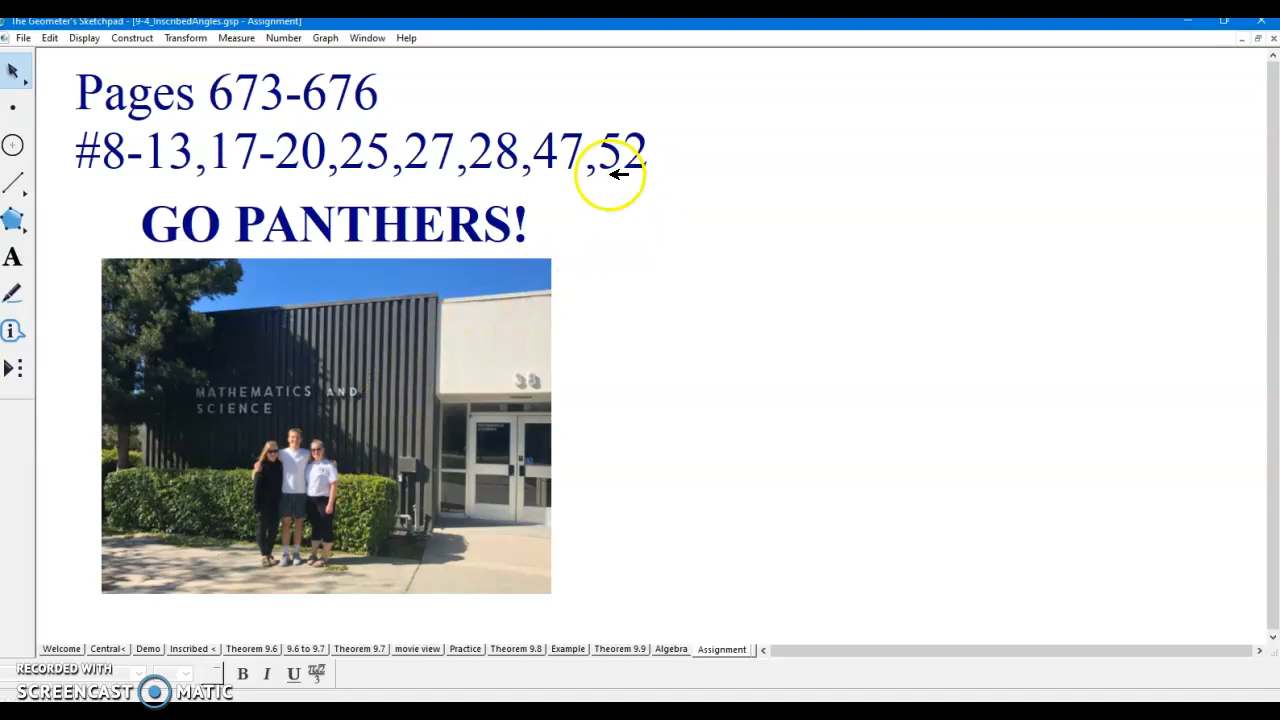 The Geometer's Sketchpad - [9-4_InscribedAngles.gsp - Assignment]
File Edit Display Construct Transform Measure Number Graph Window Help
Pages 673-676
#8-13,17-20,25,27,28,47,52
GO PANTHERS!
38
MATHEMATICS AND
SCIENCE
A
Welcome Central< Demo Inscribed < Theorem 9.6 9.6 to 9.7 Theorem 9.7 movie view Practice Theorem 9.8 Example Theorem 9.9 Algebra Assignment
RECORDED WITH
SCREENCAST MATIC
B I U